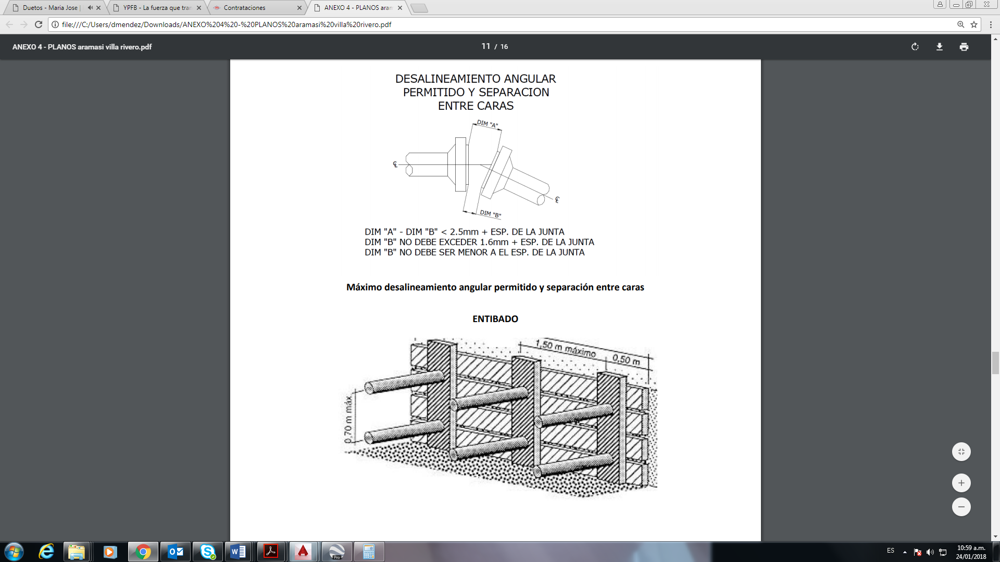 Duetos - Maria Jose |
YPFB - La fuerza que tran
Contrataciones
ANEXO 4 - PLANOS aram
file:///C:/Users/dmendez/Downloads/ANEXO%204%20-%20PLANOS%20aramasi%20villa%20rivero.pdf
ANEXO 4 - PLANOS aramasi villa rivero.pdf
11 / 16
DESALINEAMIENTO ANGULAR
PERMITIDO Y SEPARACION
ENTRE CARAS
DIM "A"
℄
℄
DIM "B"
DIM "A" - DIM "B" < 2.5mm + ESP. DE LA JUNTA
DIM "B" NO DEBE EXCEDER 1.6mm + ESP. DE LA JUNTA
DIM "B" NO DEBE SER MENOR A EL ESP. DE LA JUNTA
Máximo desalineamiento angular permitido y separación entre caras
ENTIBADO
1,50 m máximo
0,50 m
0,70 m máx.
Pro
ES
10:59 a.m.
24/01/2018